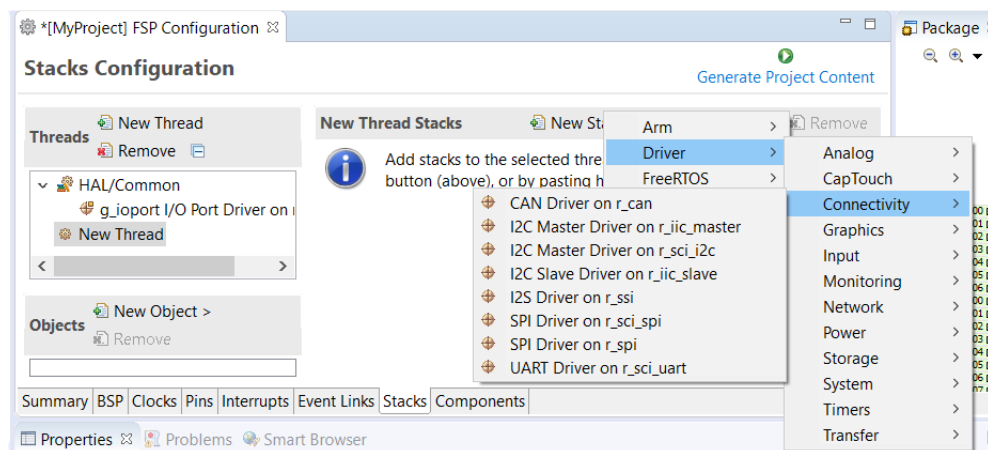 *[MyProject] FSP Configuration
Package
Stacks Configuration
Generate Project Content
Threads
New Thread
Remove
New Thread Stacks
New Sta
Remove
HAL/Common
g_ioport I/O Port Driver on
New Thread
Add stacks to the selected thre
button (above), or by pasting
Arm
Driver
FreeRTOS
Analog
CapTouch
Connectivity
Graphics
Input
Monitoring
Network
Power
Storage
System
Timers
Transfer
CAN Driver on r_can
I2C Master Driver on r_iic_master
I2C Master Driver on r_sci_i2c
I2C Slave Driver on r_iic_slave
I2S Driver on r_ssi
SPI Driver on r_sci_spi
SPI Driver on r_spi
UART Driver on r_sci_uart
Objects
New Object >
Remove
Summary BSP Clocks Pins Interrupts Event Links Stacks Components
Properties Problems Smart Browser